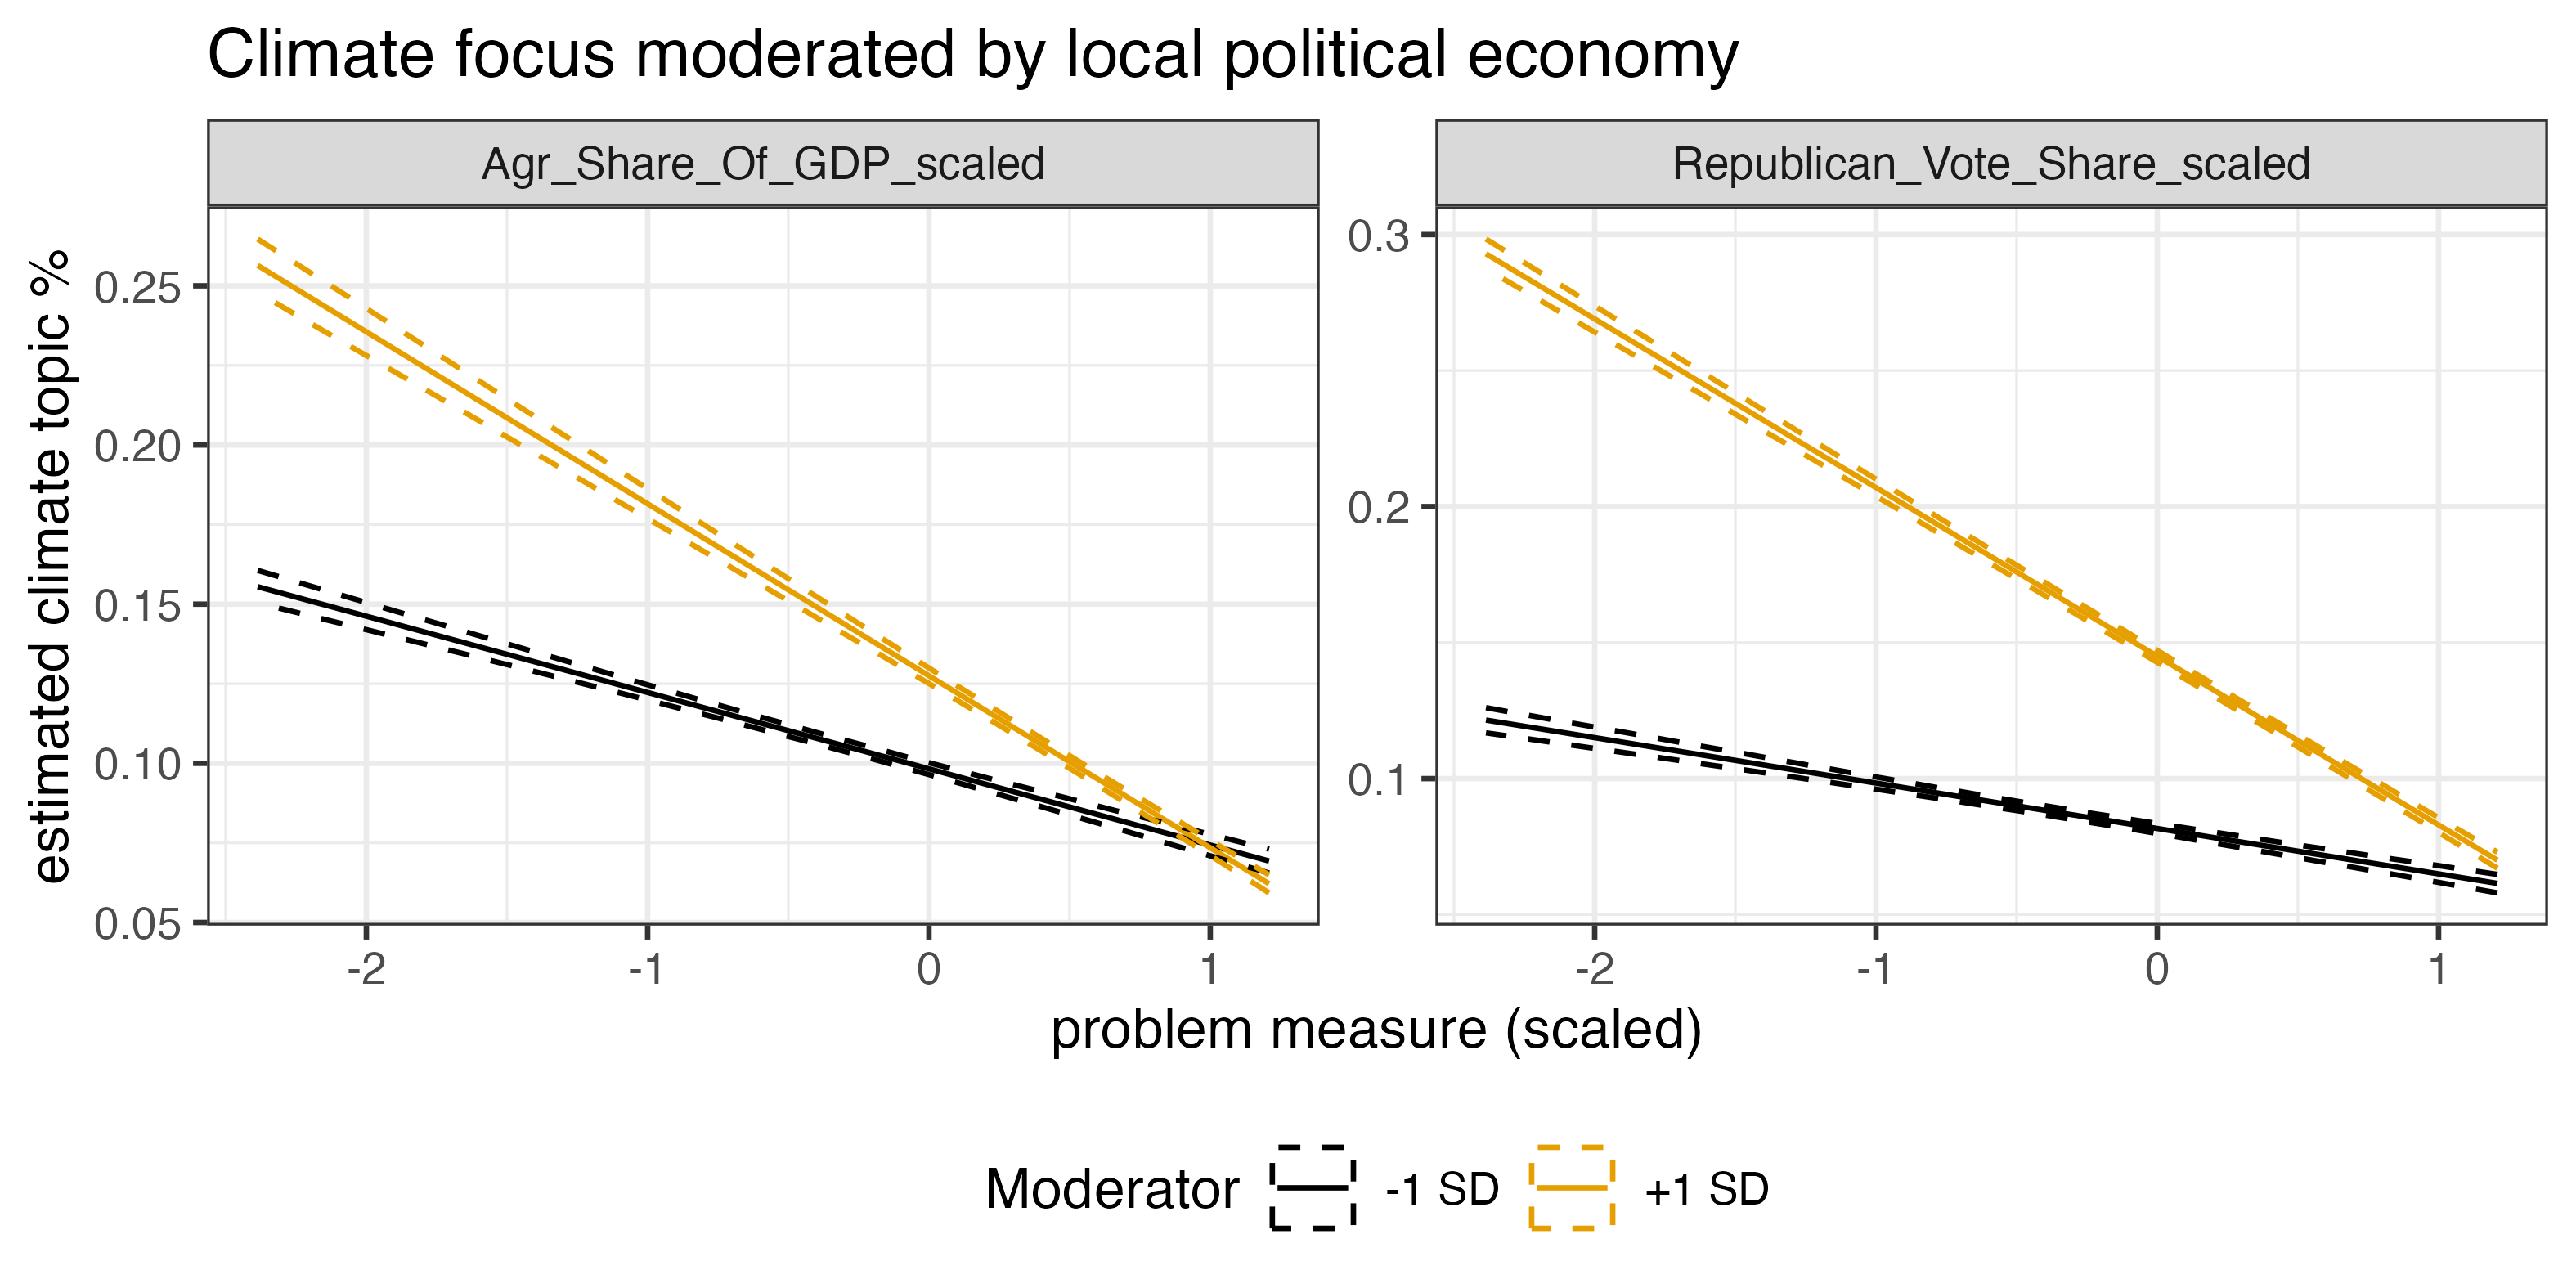 Climate focus moderated by local political economy
Agr_Share_Of_GDP_scaled
Republican_Vote_Share_scaled
estimated climate topic %
0.25
0.20
0.15
0.10
0.05
0.3
0.2
0.1
-2 -1 0 1
-2 -1 0 1
problem measure (scaled)
Moderator -1 SD +1 SD